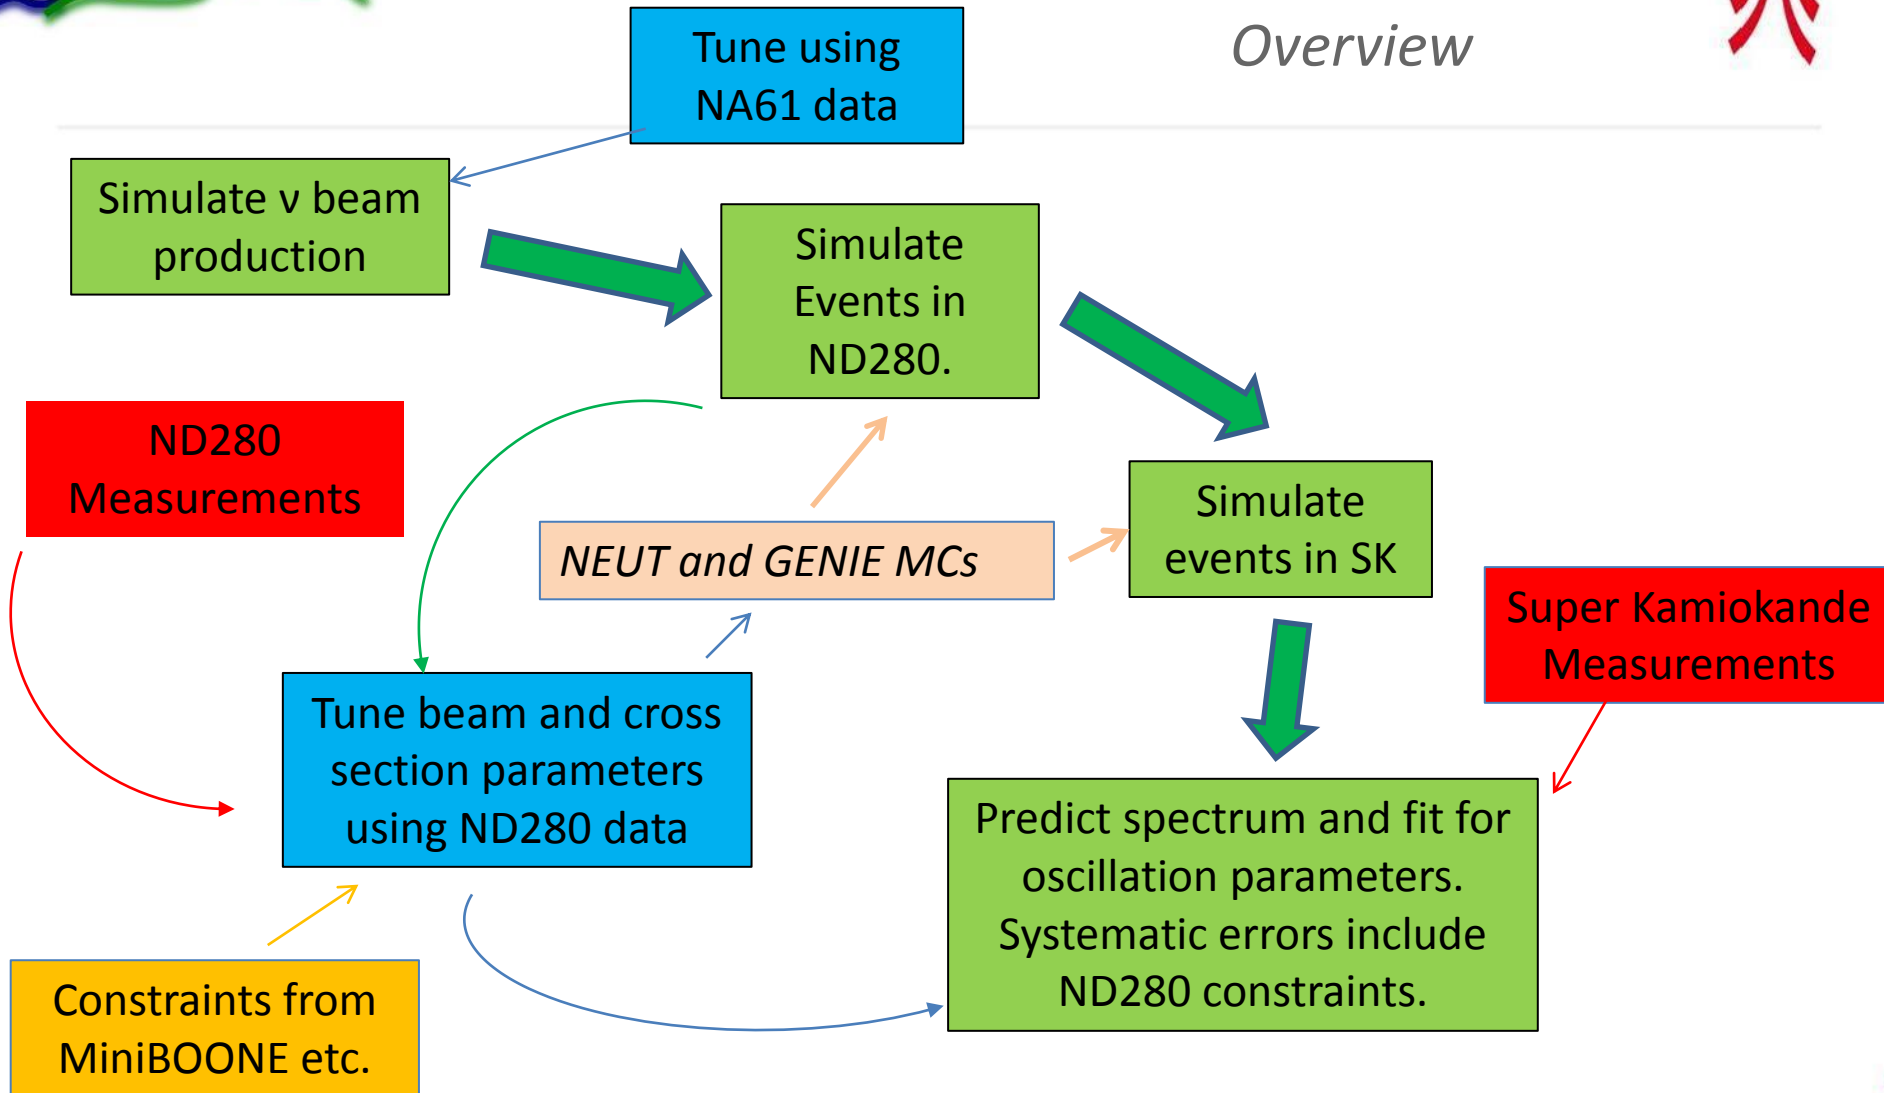 Overview
Tune using
NA61 data
Simulate ν beam
production
Simulate
Events in
ND280.
ND280
Measurements
NEUT and GENIE MCs
Simulate
events in SK
Super Kamiokande
Measurements
Tune beam and cross
section parameters
using ND280 data
Predict spectrum and fit for
oscillation parameters.
Systematic errors include
ND280 constraints.
Constraints from
MiniBOONE etc.